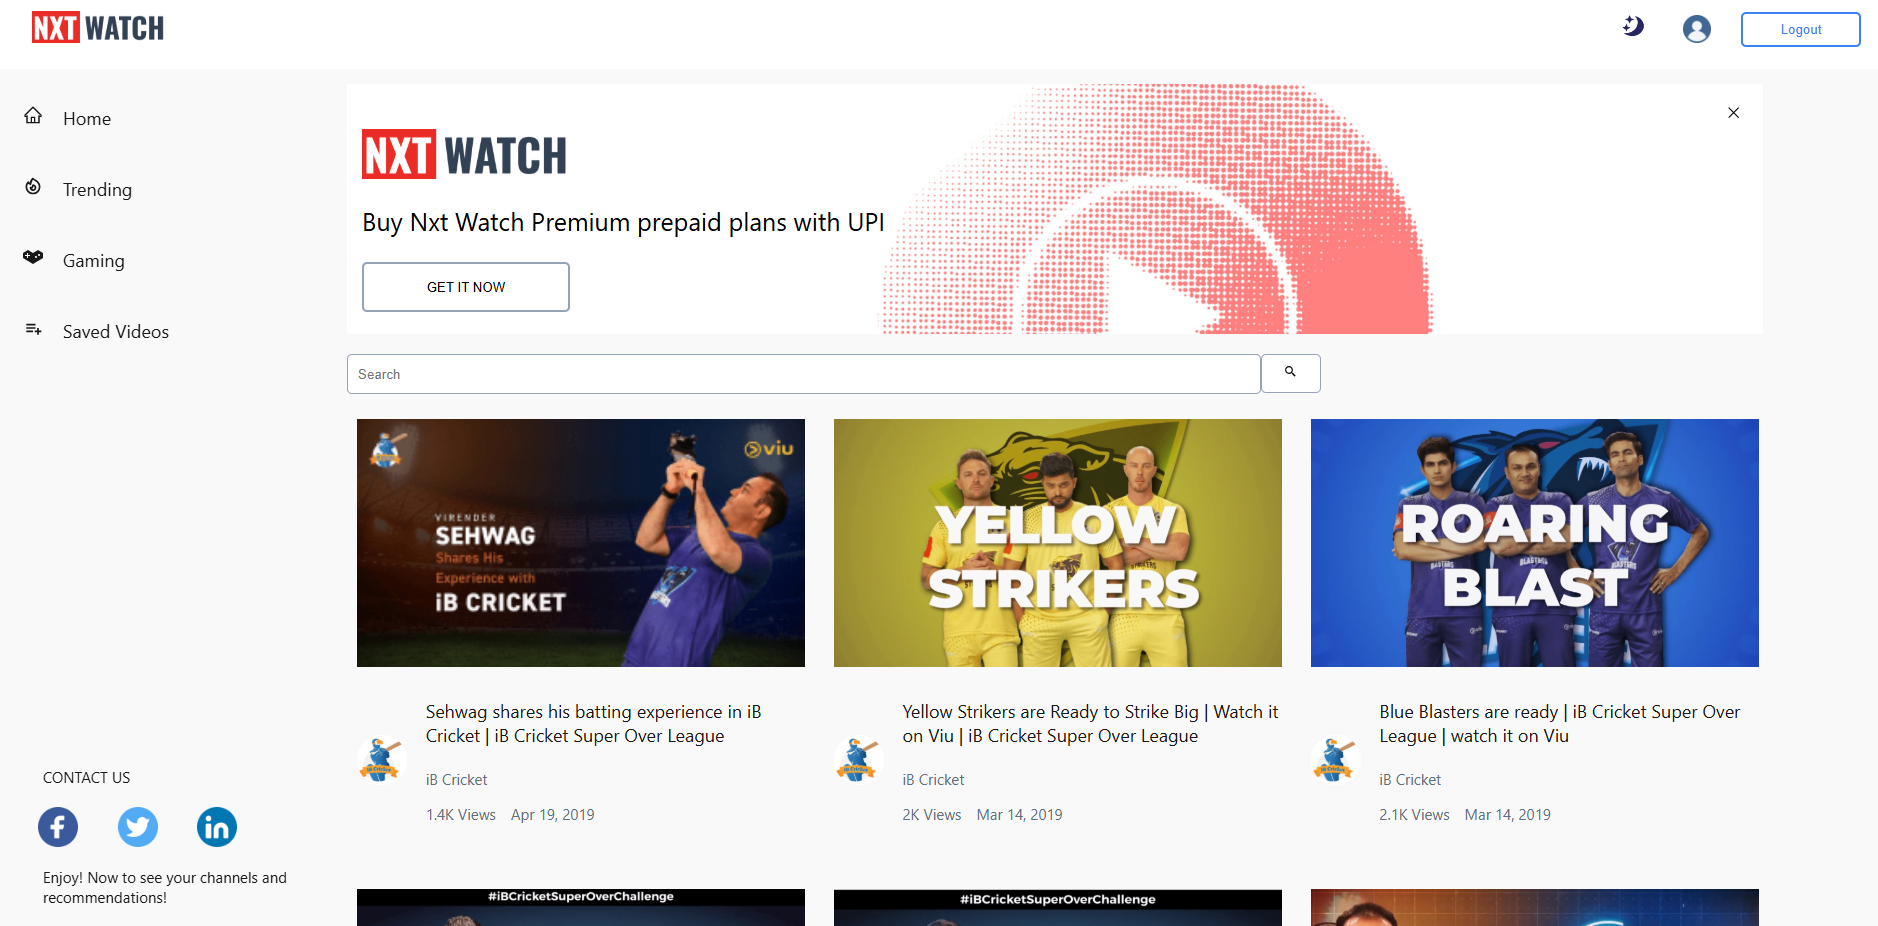 NXT WATCH
Logout
Home
Trending
Gaming
Saved Videos
NXT WATCH
Buy Nxt Watch Premium prepaid plans with UPI
GET IT NOW
Search
viu
VIRENDER
SEHWAG
Shares His
Experience with
iB CRICKET
YELLOW
STRIKERS
ROARING
BLAST
Sehwag shares his batting experience in iB
Cricket | iB Cricket Super Over League
iB Cricket
1.4K Views Apr 19, 2019
Yellow Strikers are Ready to Strike Big | Watch it
on Viu | iB Cricket Super Over League
iB Cricket
2K Views Mar 14, 2019
Blue Blasters are ready | iB Cricket Super Over
League | watch it on Viu
iB Cricket
2.1K Views Mar 14, 2019
CONTACT US
Enjoy! Now to see your channels and
recommendations!
#iBCricketSuperOverChallenge
#iBCricketSuperOverChallenge